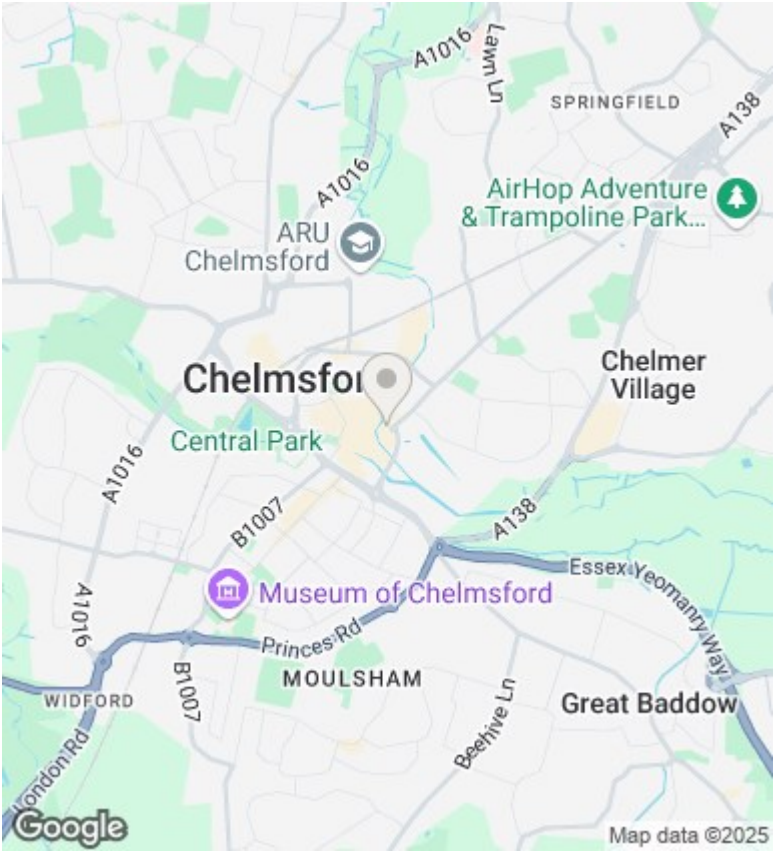 A1016
Lawn Ln
SPRINGFIELD
A138
A1016
AirHop Adventure
& Trampoline Park...
ARU
Chelmsford
Chelmsfor
Chelmer
Village
Central Park
A1016
B1007
A138
Essex Yeomanry Way
Museum of Chelmsford
A1016
Princes Rd
B1007
MOULSHAM
WIDFORD
Great Baddow
Beehive Ln
London Rd
Google
Map data ©2025